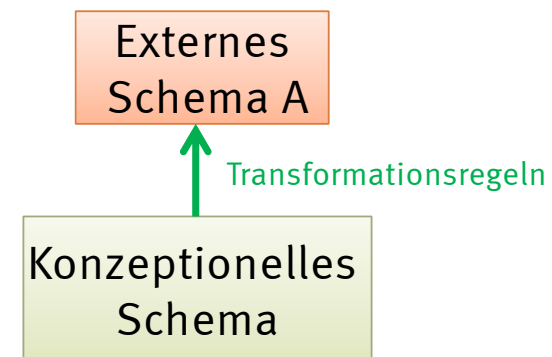 Externes
Schema A
Transformationsregeln
Konzeptionelles
Schema